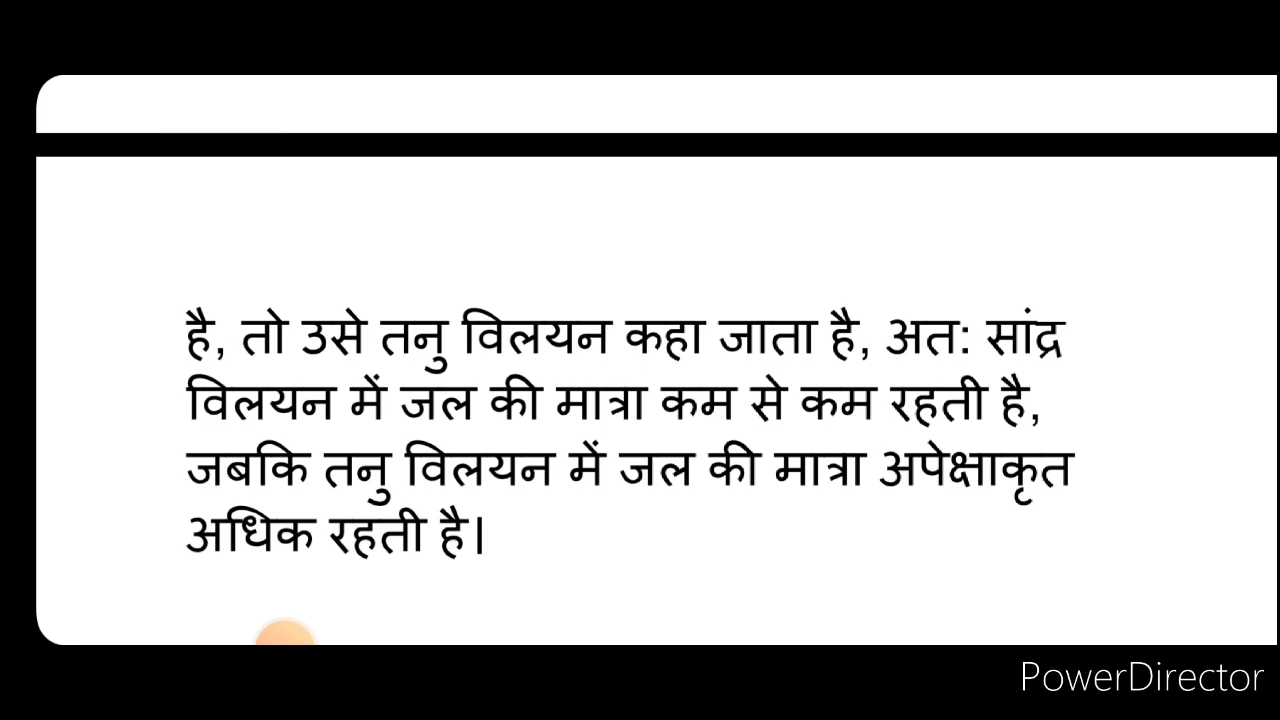 है, तो उसे तनु विलयन कहा जाता है, अत: सांद्र
विलयन में जल की मात्रा कम से कम रहती है,
जबकि तनु विलयन में जल की मात्रा अपेक्षाकृत
अधिक रहती है।
PowerDirector